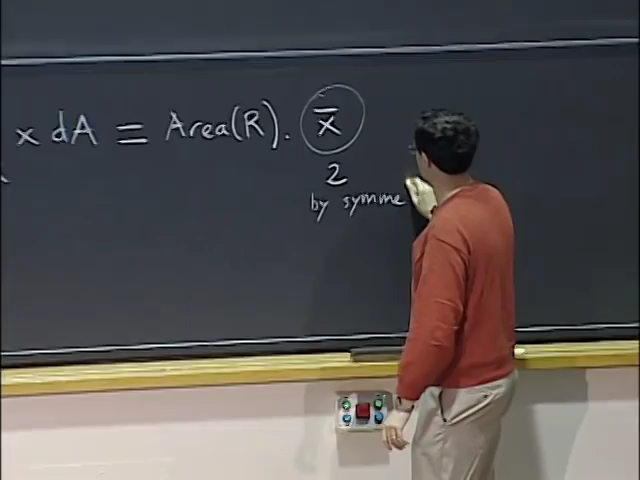 x dA = Area(R). x̄
2
by symme